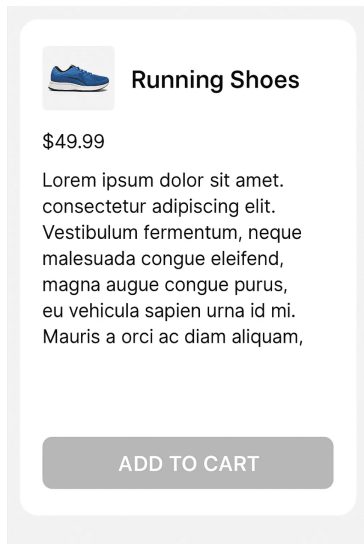 Running Shoes
$49.99
Lorem ipsum dolor sit amet.
consectetur adipiscing elit.
Vestibulum fermentum, neque
malesuada congue eleifend,
magna augue congue purus,
eu vehicula sapien urna id mi.
Mauris a orci ac diam aliquam,
ADD TO CART